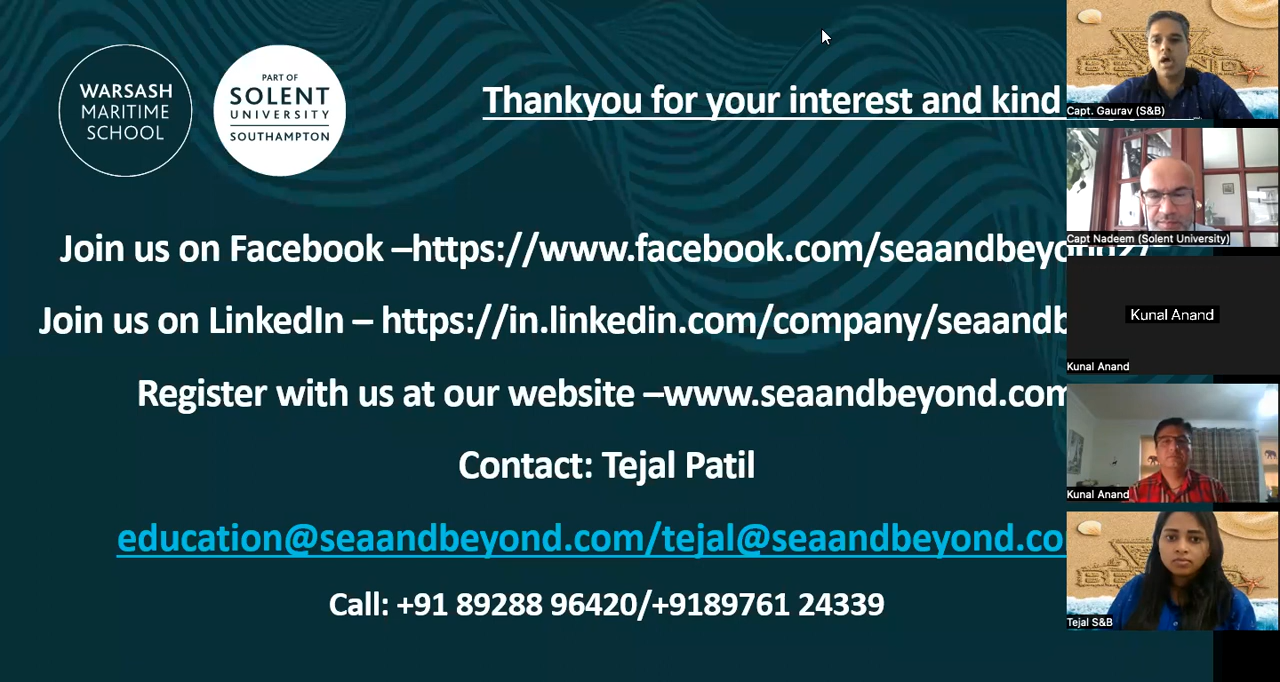 WARSASH
MARITIME
SCHOOL
PART OF
SOLENT
UNIVERSITY
SOUTHAMPTON
Thankyou for your interest and kind
Join us on Facebook –https://www.facebook.com/seaandbeyond2/
Join us on LinkedIn – https://in.linkedin.com/company/seaandb
Register with us at our website –www.seaandbeyond.com
Contact: Tejal Patil
education@seaandbeyond.com/tejal@seaandbeyond.co
Call: +91 89288 96420/+9189761 24339
BEYOND
Capt. Gaurav (S&B)
Capt Nadeem (Solent University)
Kunal Anand
Kunal Anand
Kunal Anand
BEYOND
Tejal S&B